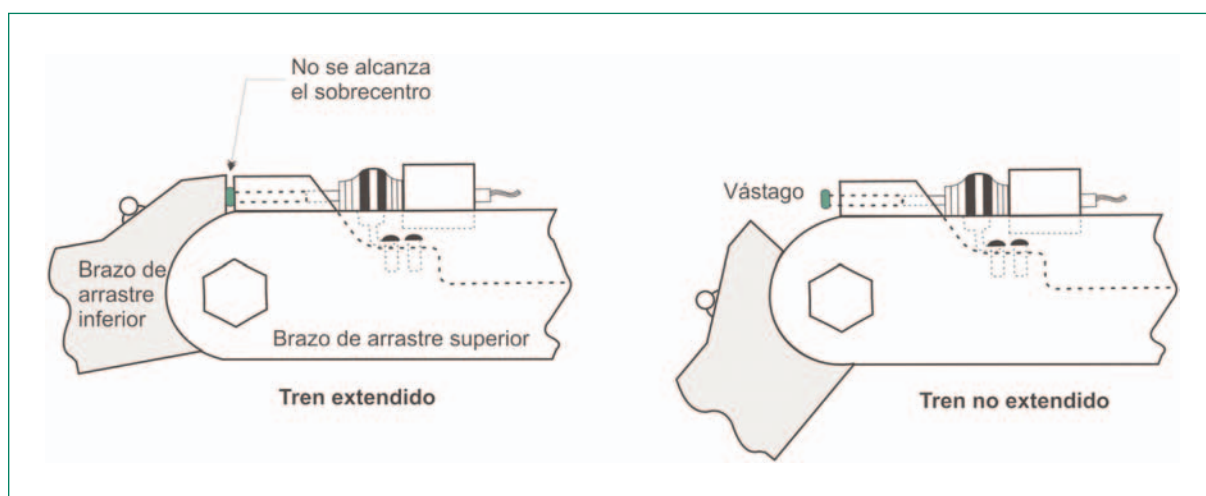 No se alcanza
el sobrecentro
Brazo de
arrastre
inferior
Brazo de arrastre superior
Tren extendido
Vástago
Tren no extendido